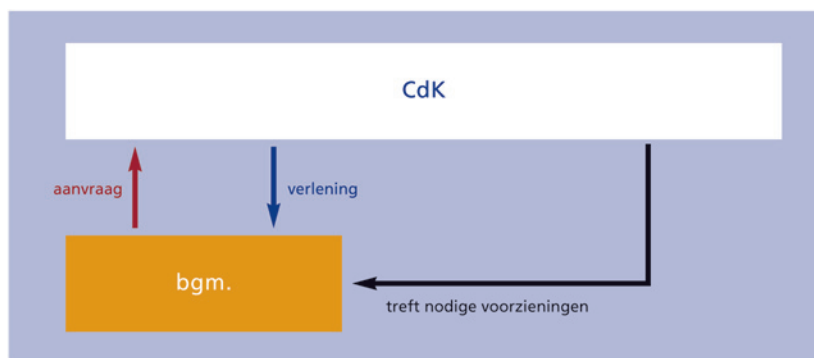 CdK
aanvraag
verlening
bgm.
treft nodige voorzieningen